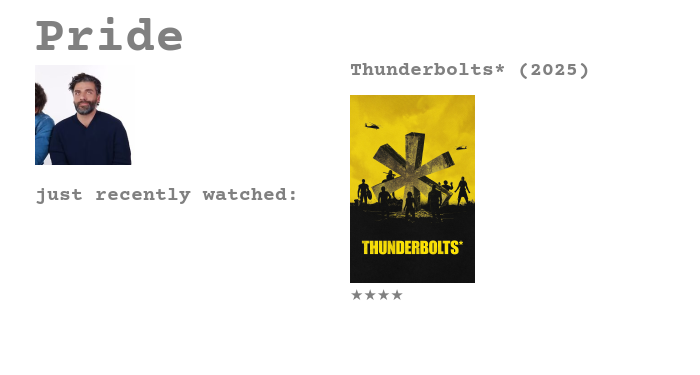 Pride
just recently watched:
Thunderbolts* (2025)
THUNDERBOLTS*
★★★★